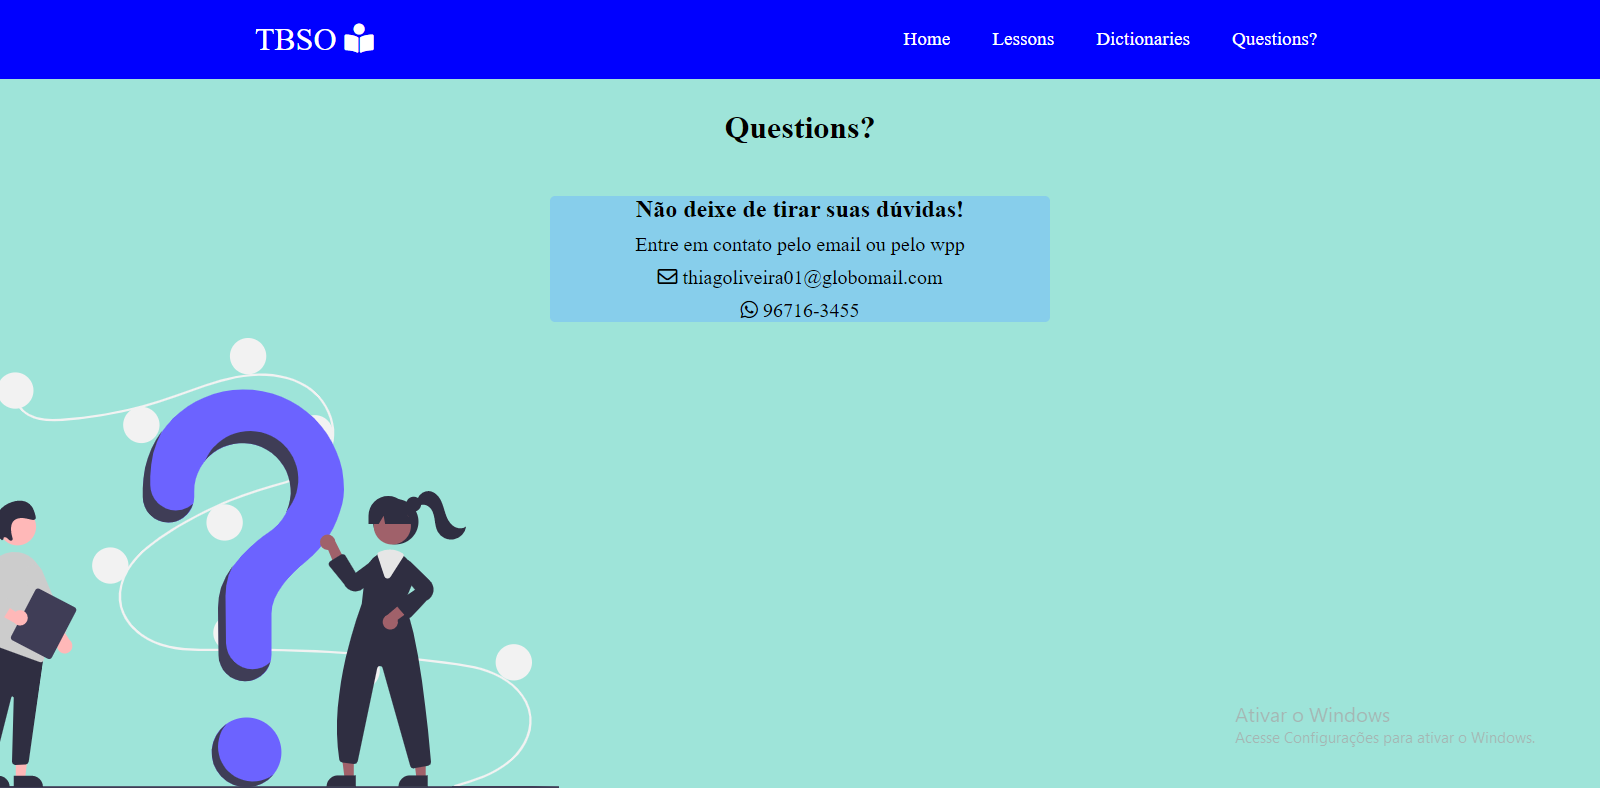 TBSO
Home Lessons Dictionaries Questions?
Questions?
Não deixe de tirar suas dúvidas!
Entre em contato pelo email ou pelo wpp
thiagoliveira01@globomail.com
96716-3455
Ativar o Windows
Acesse Configurações para ativar o Windows.